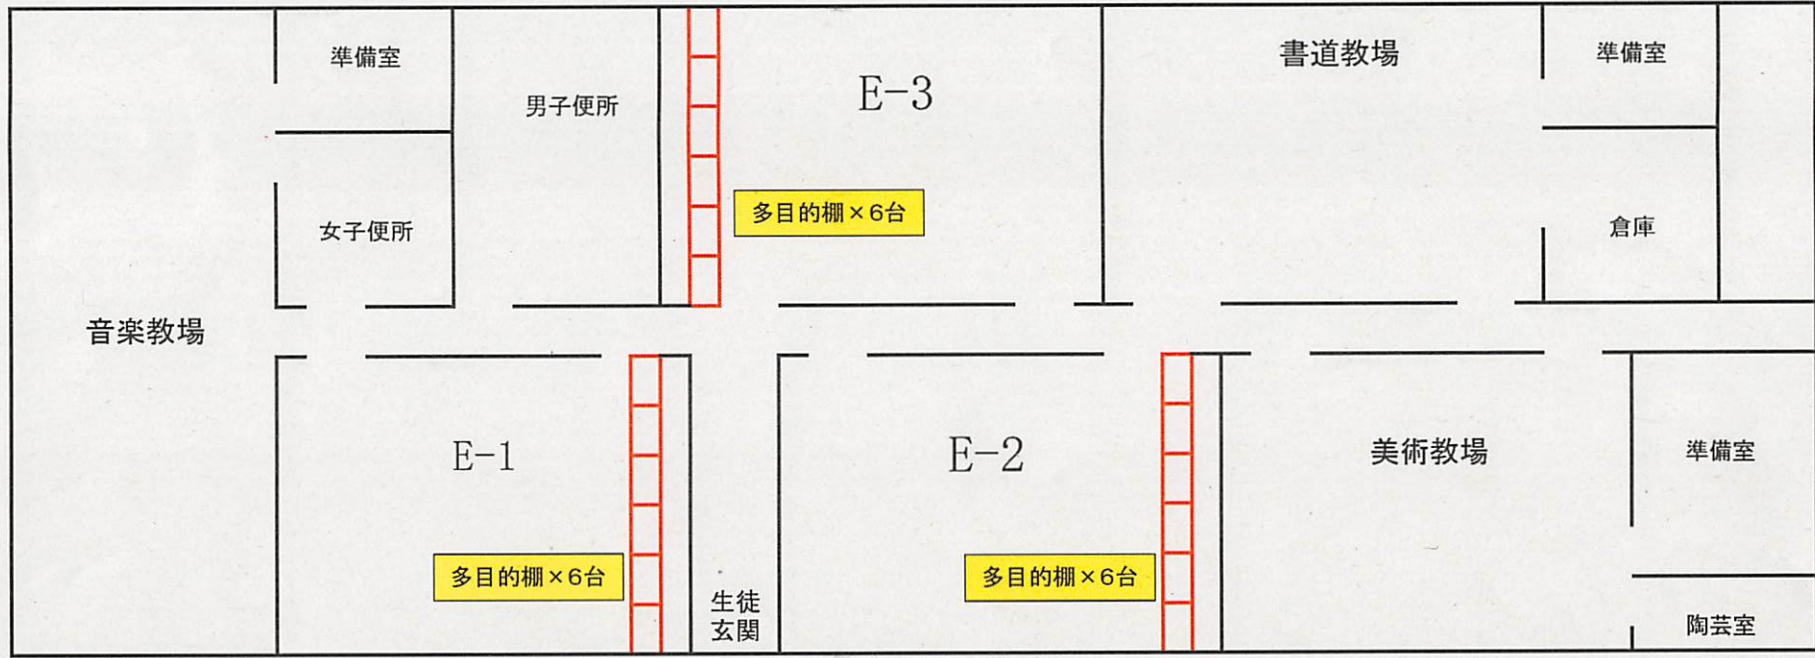 準備室
男子便所
E-3
書道教場
準備室
多目的棚×6台
女子便所
倉庫
音楽教場
E-1
E-2
美術教場
準備室
多目的棚×6台
多目的棚×6台
生徒
玄関
陶芸室